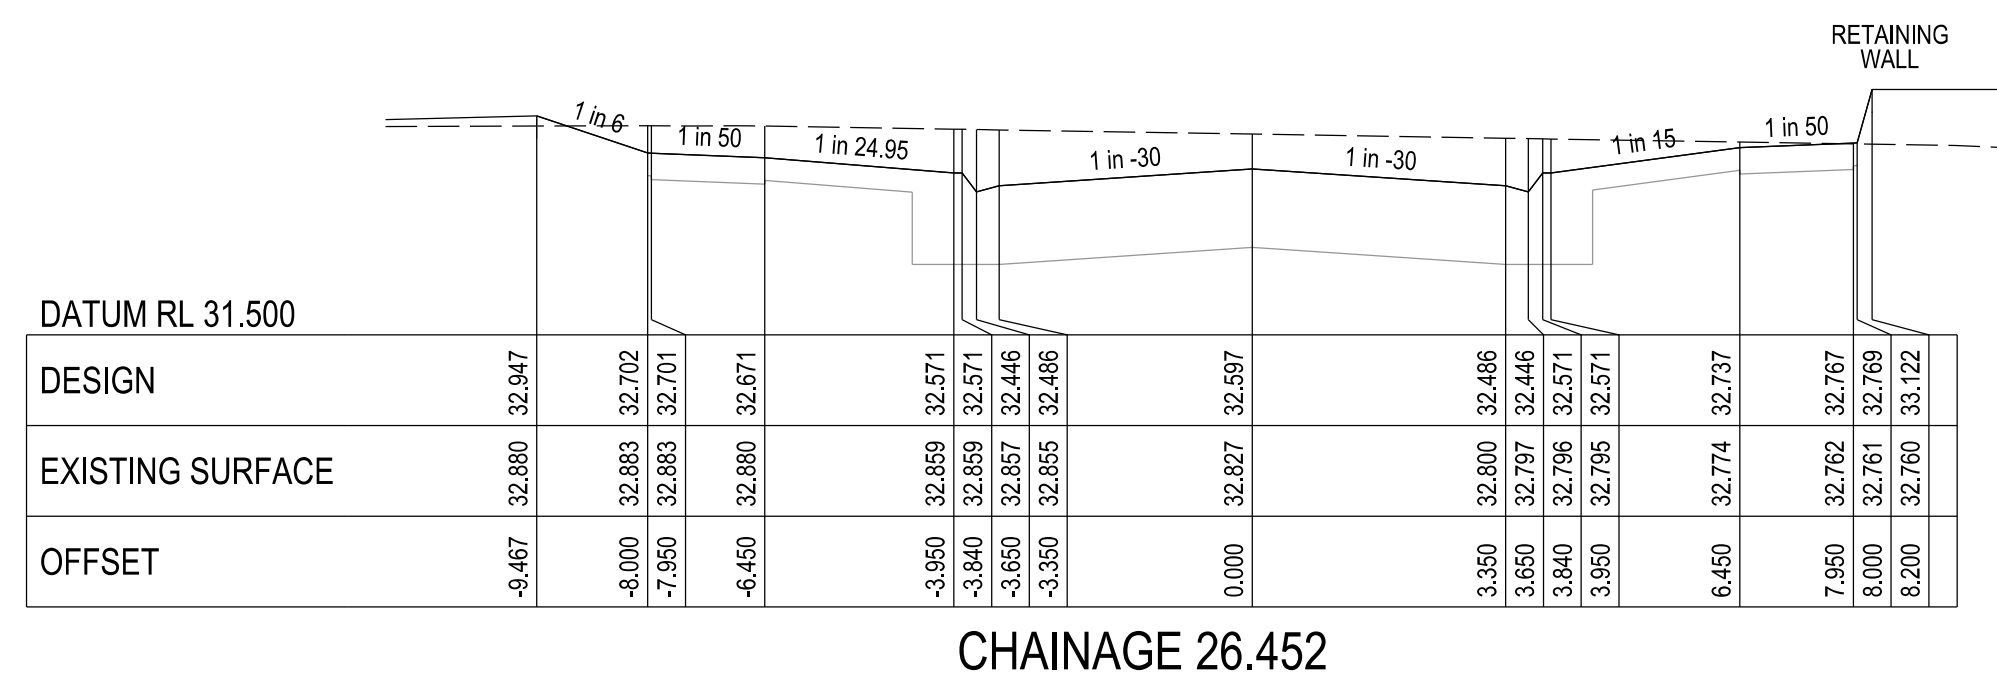 RETAINING
WALL
1 in 6
1 in 50
1 in 24.95
1 in -30
1 in -30
1 in 15
1 in 50
DATUM RL 31.500
DESIGN 32.947 32.702 32.701 32.671 32.571 32.571 32.446 32.486 32.597 32.486 32.446 32.571 32.571 32.737 32.767 32.769 33.122
EXISTING SURFACE 32.880 32.883 32.883 32.880 32.859 32.859 32.857 32.855 32.827 32.800 32.797 32.796 32.795 32.774 32.762 32.761 32.760
OFFSET -9.467 -8.000 -7.950 -6.450 -3.950 -3.840 -3.650 -3.350 0.000 3.350 3.650 3.840 3.950 6.450 7.950 8.000 8.200
CHAINAGE 26.452